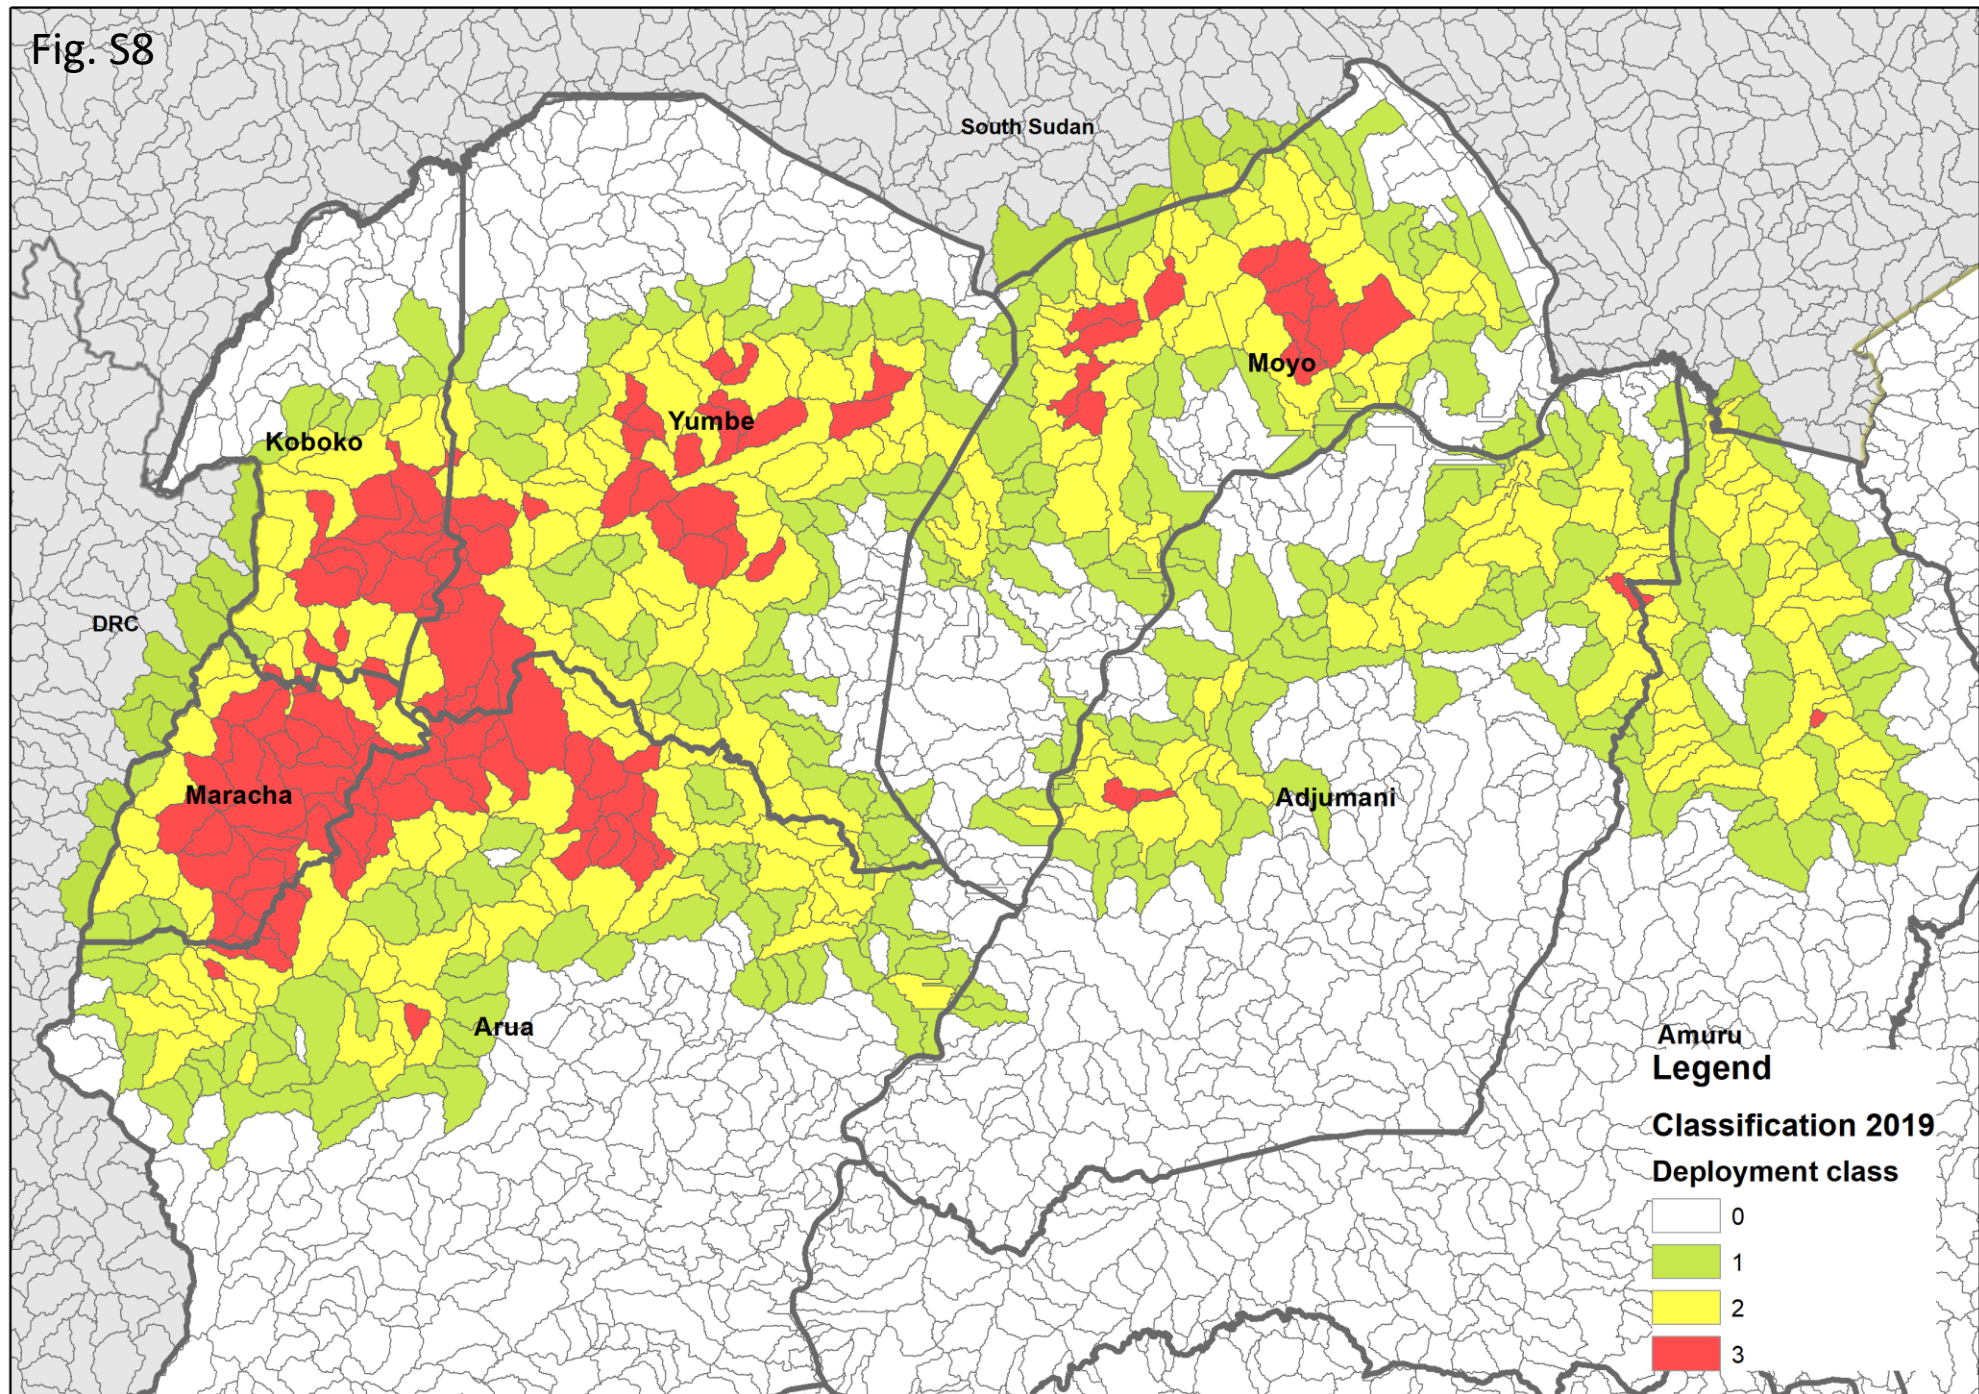 Fig. S8
South Sudan
Moyo
Yumbe
Koboko
DRC
Maracha
Adjumani
Arua
Amuru
Legend
Classification 2019
Deployment class
0
1
2
3